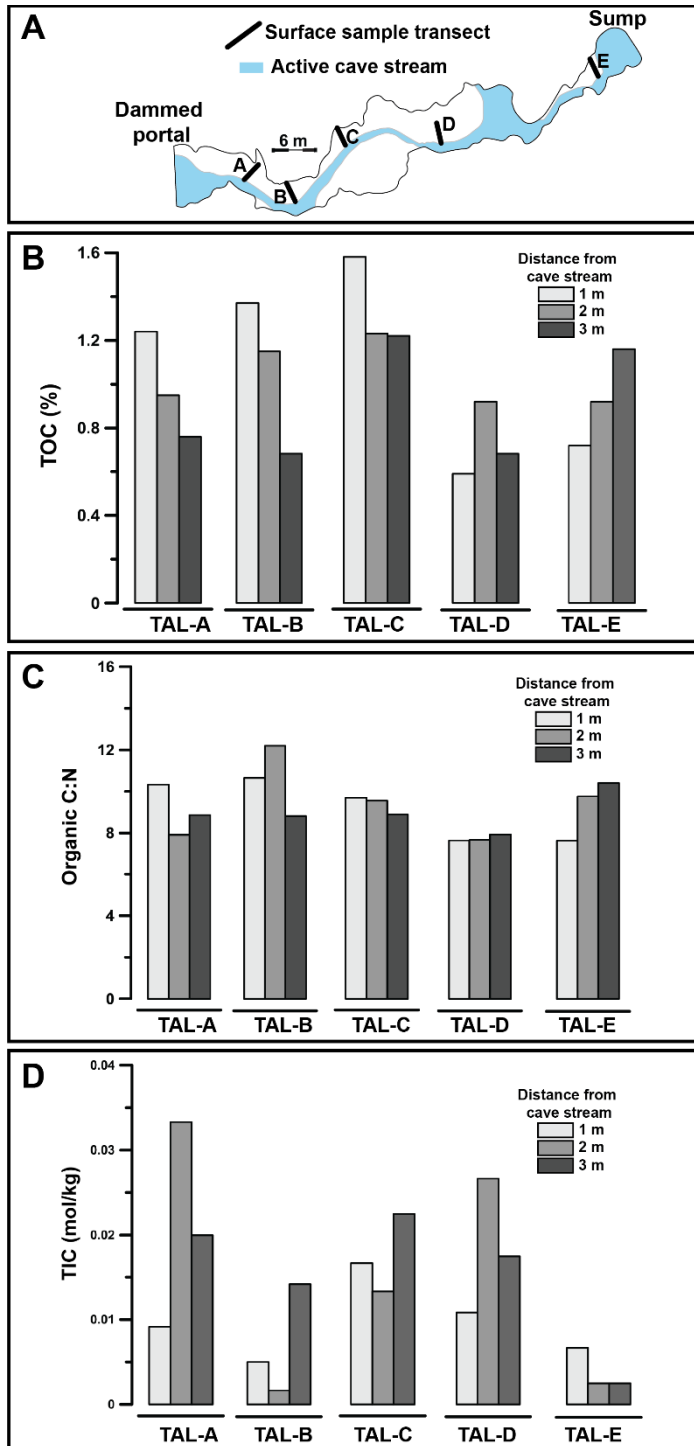 A
Surface sample transect
Active cave stream
Sump
Dammed
portal
6 m
A
B
C
D
E
B
TOC (%)
1.6
1.2
0.8
0.4
0
Distance from
cave stream
1 m
2 m
3 m
TAL-A TAL-B TAL-C TAL-D TAL-E
C
Organic C:N
16
12
8
4
0
Distance from
cave stream
1 m
2 m
3 m
TAL-A TAL-B TAL-C TAL-D TAL-E
D
TIC (mol/kg)
0.04
0.03
0.02
0.01
0
Distance from
cave stream
1 m
2 m
3 m
TAL-A TAL-B TAL-C TAL-D TAL-E